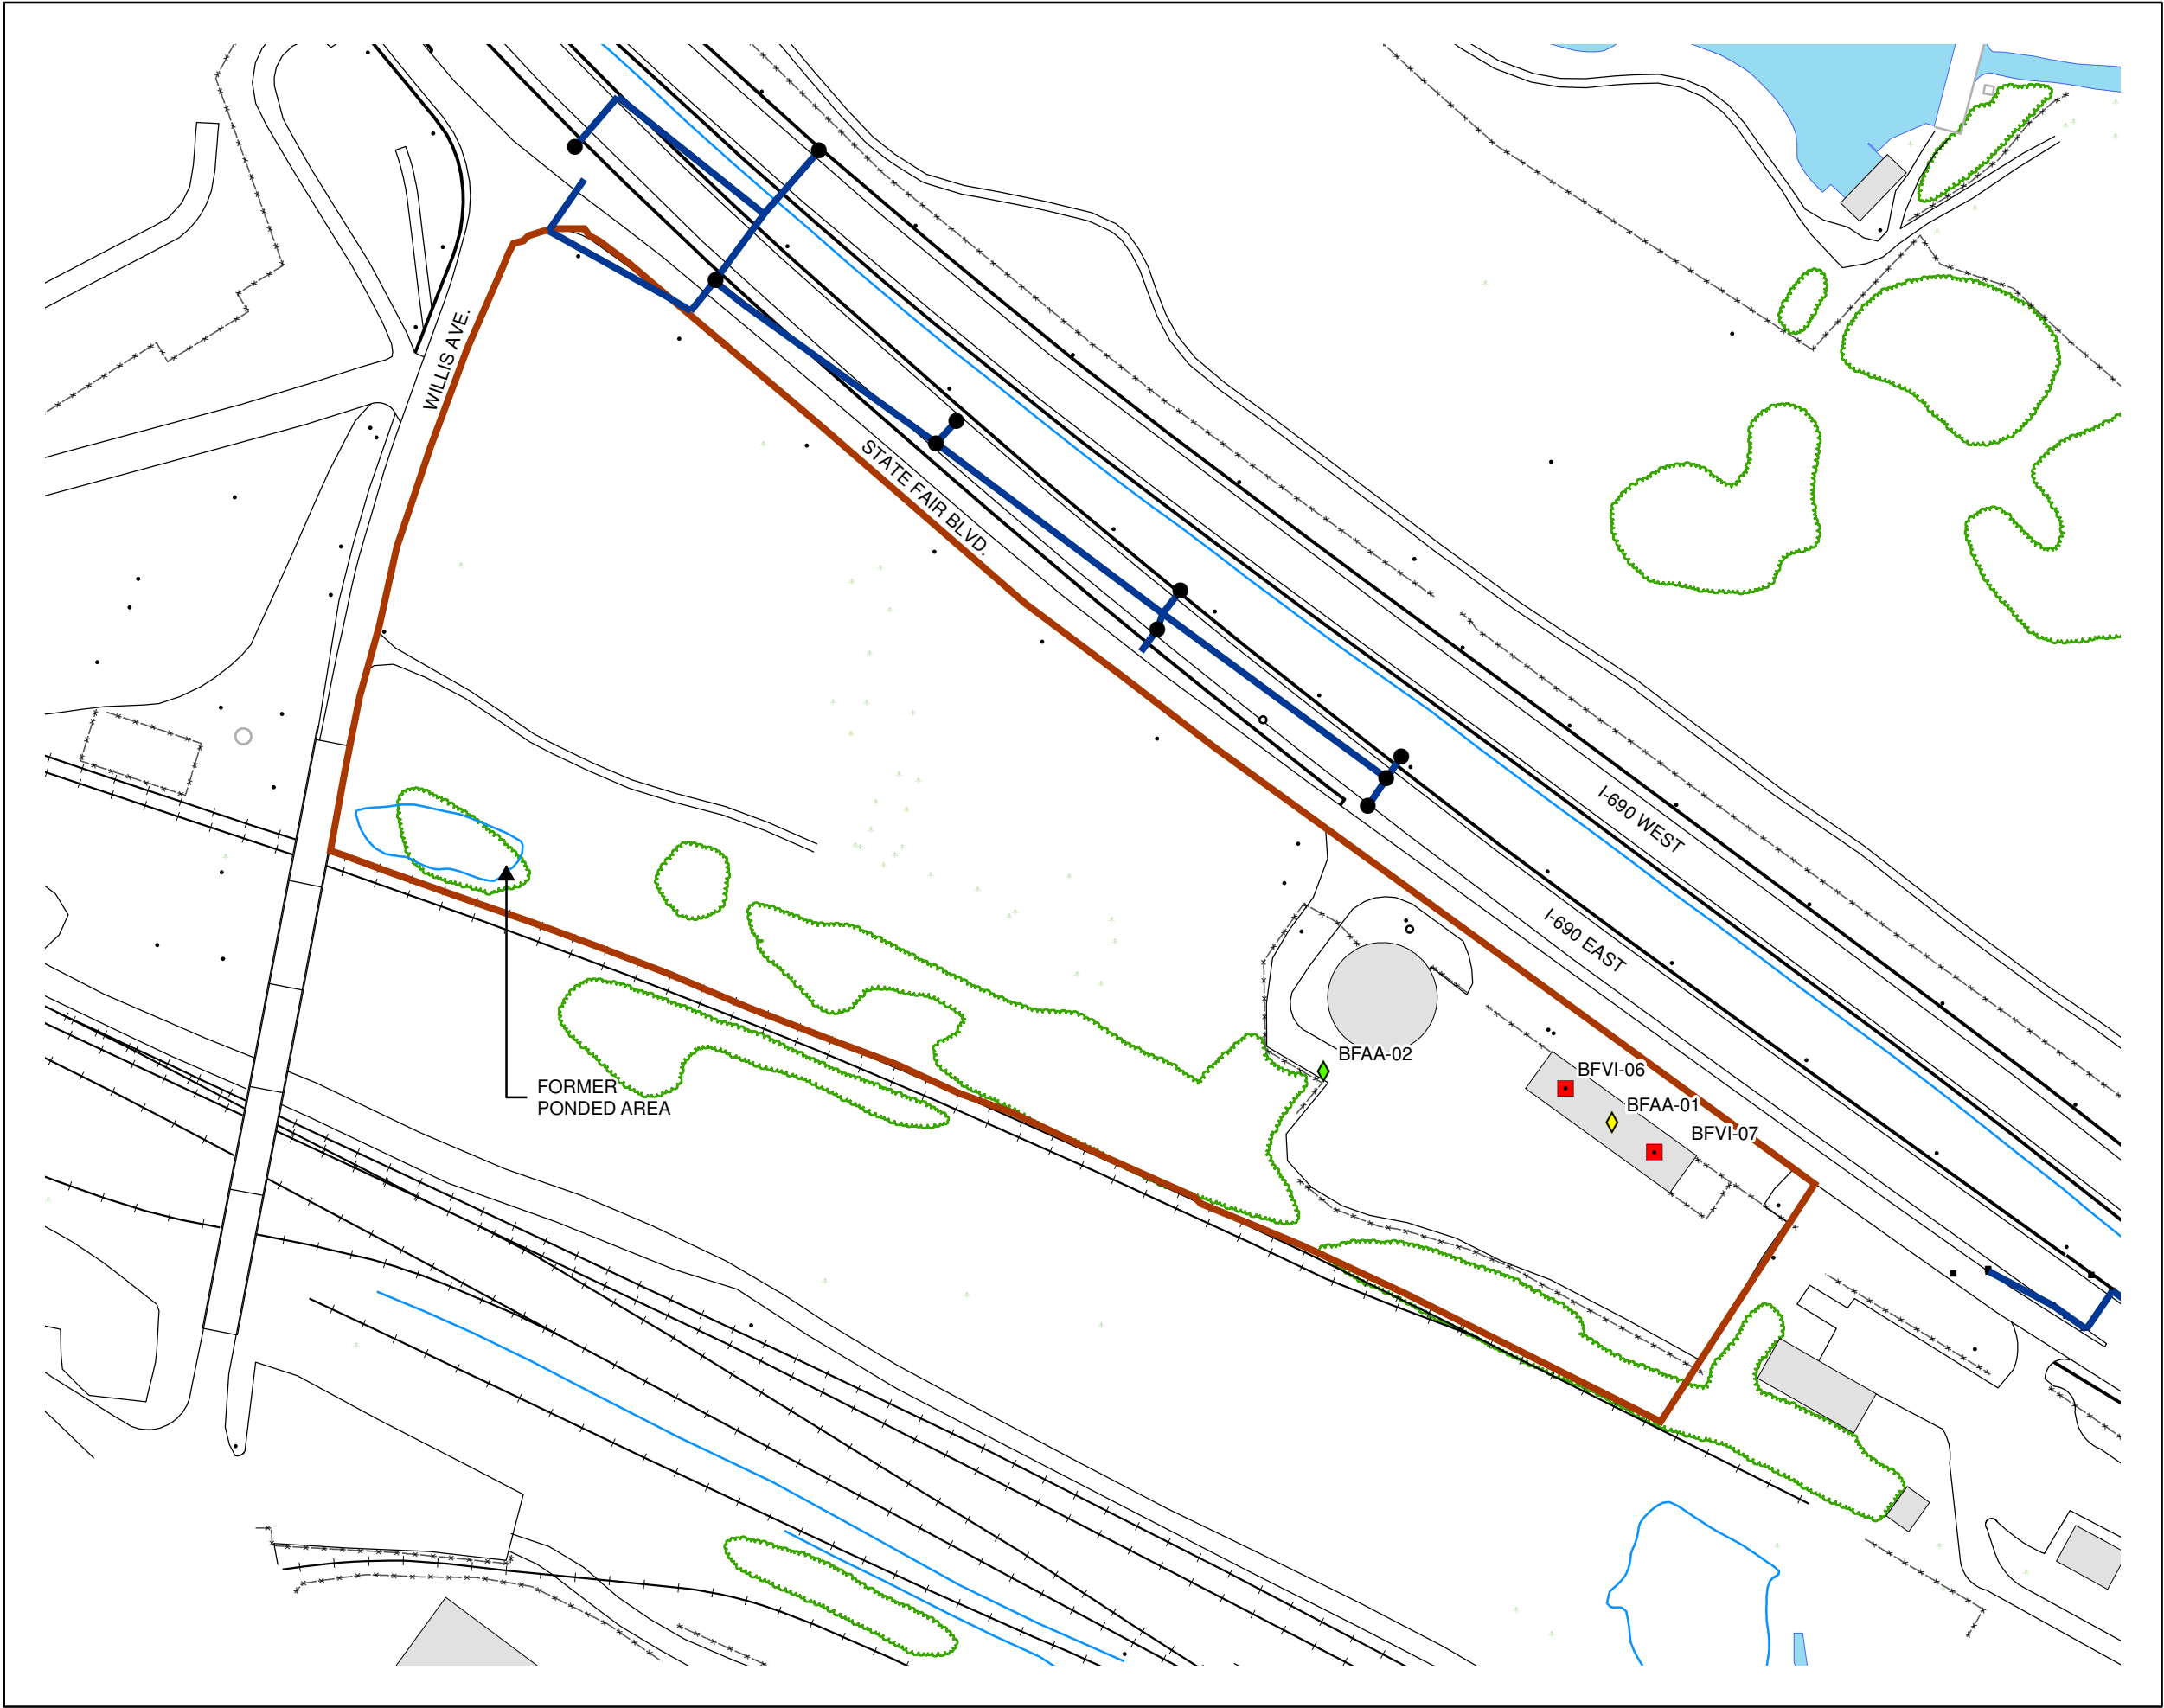 WILLIS AVE.
STATE FAIR BLVD.
I-690 WEST
I-690 EAST
BFAA-02
BFVI-06
BFAA-01
BFVI-07
FORMER
PONDED AREA